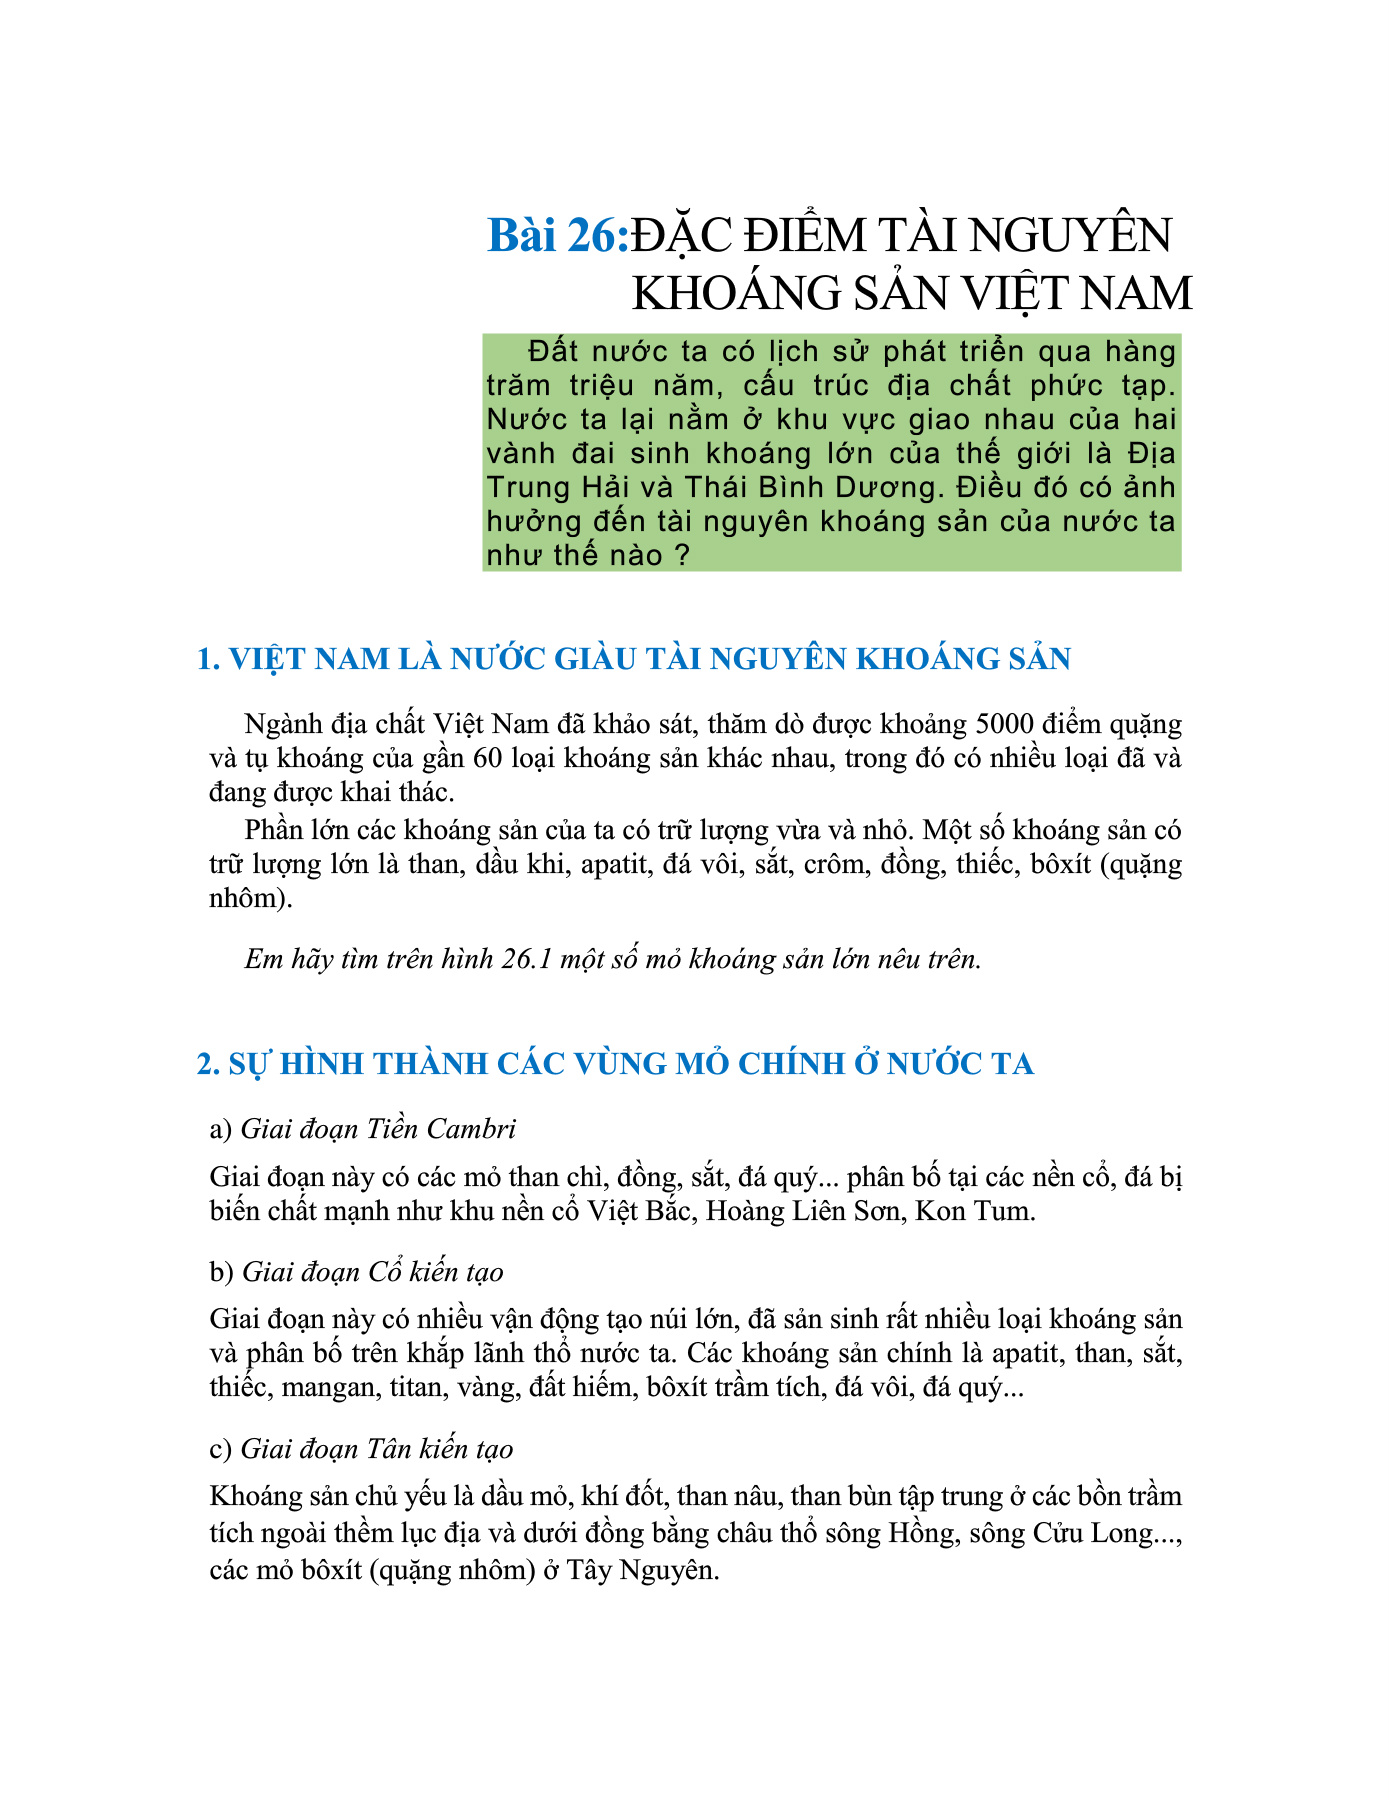 Bài 26:ĐẶC ĐIỂM TÀI NGUYÊN
KHOÁNG SẢN VIỆT NAM
Đất nước ta có lịch sử phát triển qua hàng
trăm triệu năm, cấu trúc địa chất phức tạp.
Nước ta lại nằm ở khu vực giao nhau của hai
vành đai sinh khoáng lớn của thế giới là Địa
Trung Hải và Thái Bình Dương. Điều đó có ảnh
hưởng đến tài nguyên khoáng sản của nước ta
như thế nào ?
1. VIỆT NAM LÀ NƯỚC GIÀU TÀI NGUYÊN KHOÁNG SẢN
Ngành địa chất Việt Nam đã khảo sát, thăm dò được khoảng 5000 điểm quặng
và tụ khoáng của gần 60 loại khoáng sản khác nhau, trong đó có nhiều loại đã và
đang được khai thác.
Phần lớn các khoáng sản của ta có trữ lượng vừa và nhỏ. Một số khoáng sản có
trữ lượng lớn là than, dầu khi, apatit, đá vôi, sắt, crôm, đồng, thiếc, bôxít (quặng
nhôm).
Em hãy tìm trên hình 26.1 một số mỏ khoáng sản lớn nêu trên.
2. SỰ HÌNH THÀNH CÁC VÙNG MỎ CHÍNH Ở NƯỚC TA
a) Giai đoạn Tiền Cambri
Giai đoạn này có các mỏ than chì, đồng, sắt, đá quý... phân bố tại các nền cổ, đá bị
biến chất mạnh như khu nền cổ Việt Bắc, Hoàng Liên Sơn, Kon Tum.
b) Giai đoạn Cổ kiến tạo
Giai đoạn này có nhiều vận động tạo núi lớn, đã sản sinh rất nhiều loại khoáng sản
và phân bố trên khắp lãnh thổ nước ta. Các khoáng sản chính là apatit, than, sắt,
thiếc, mangan, titan, vàng, đất hiếm, bôxít trầm tích, đá vôi, đá quý...
c) Giai đoạn Tân kiến tạo
Khoáng sản chủ yếu là dầu mỏ, khí đốt, than nâu, than bùn tập trung ở các bồn trầm
tích ngoài thềm lục địa và dưới đồng bằng châu thổ sông Hồng, sông Cửu Long...,
các mỏ bôxít (quặng nhôm) ở Tây Nguyên.